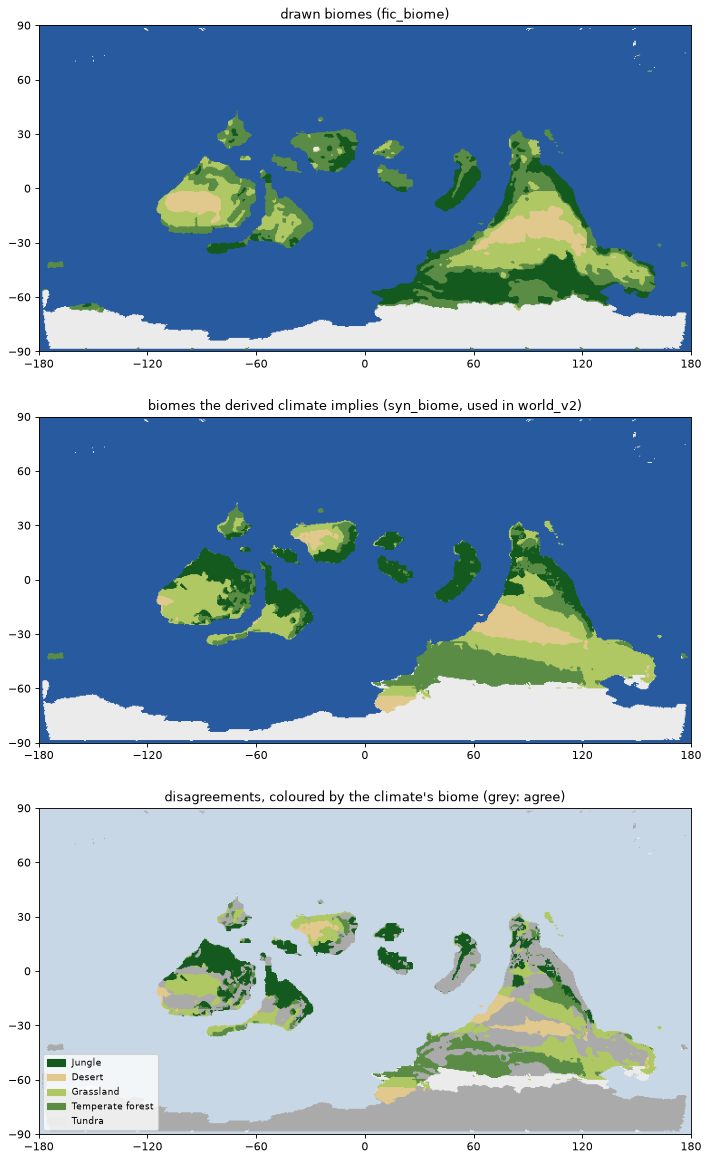 drawn biomes (fic_biome)
90
60
30
0
−30
−60
−90
−180 −120 −60 0 60 120 180
biomes the derived climate implies (syn_biome, used in world_v2)
90
60
30
0
−30
−60
−90
−180 −120 −60 0 60 120 180
disagreements, coloured by the climate's biome (grey: agree)
90
60
30
0
−30
−60
−90
Jungle
Desert
Grassland
Temperate forest
Tundra
−180 −120 −60 0 60 120 180